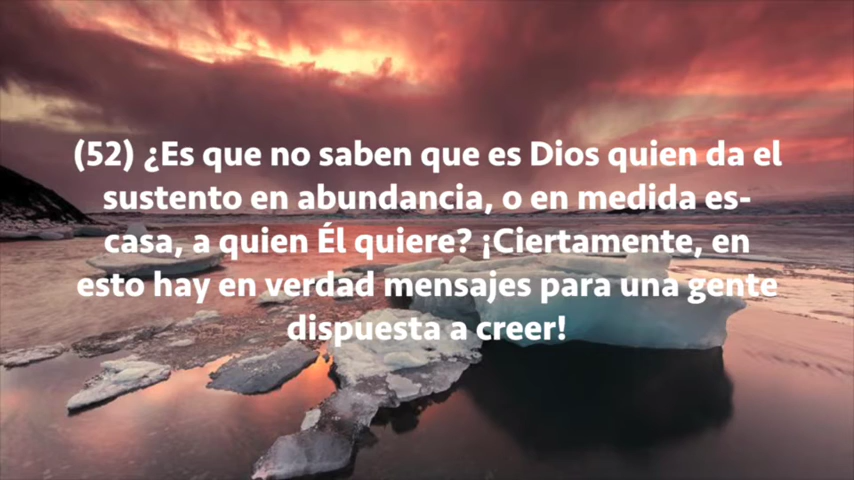 (52) ¿Es que no saben que es Dios quien da el
sustento en abundancia, o en medida es-
casa, a quien Él quiere? ¡Ciertamente, en
esto hay en verdad mensajes para una gente
dispuesta a creer!